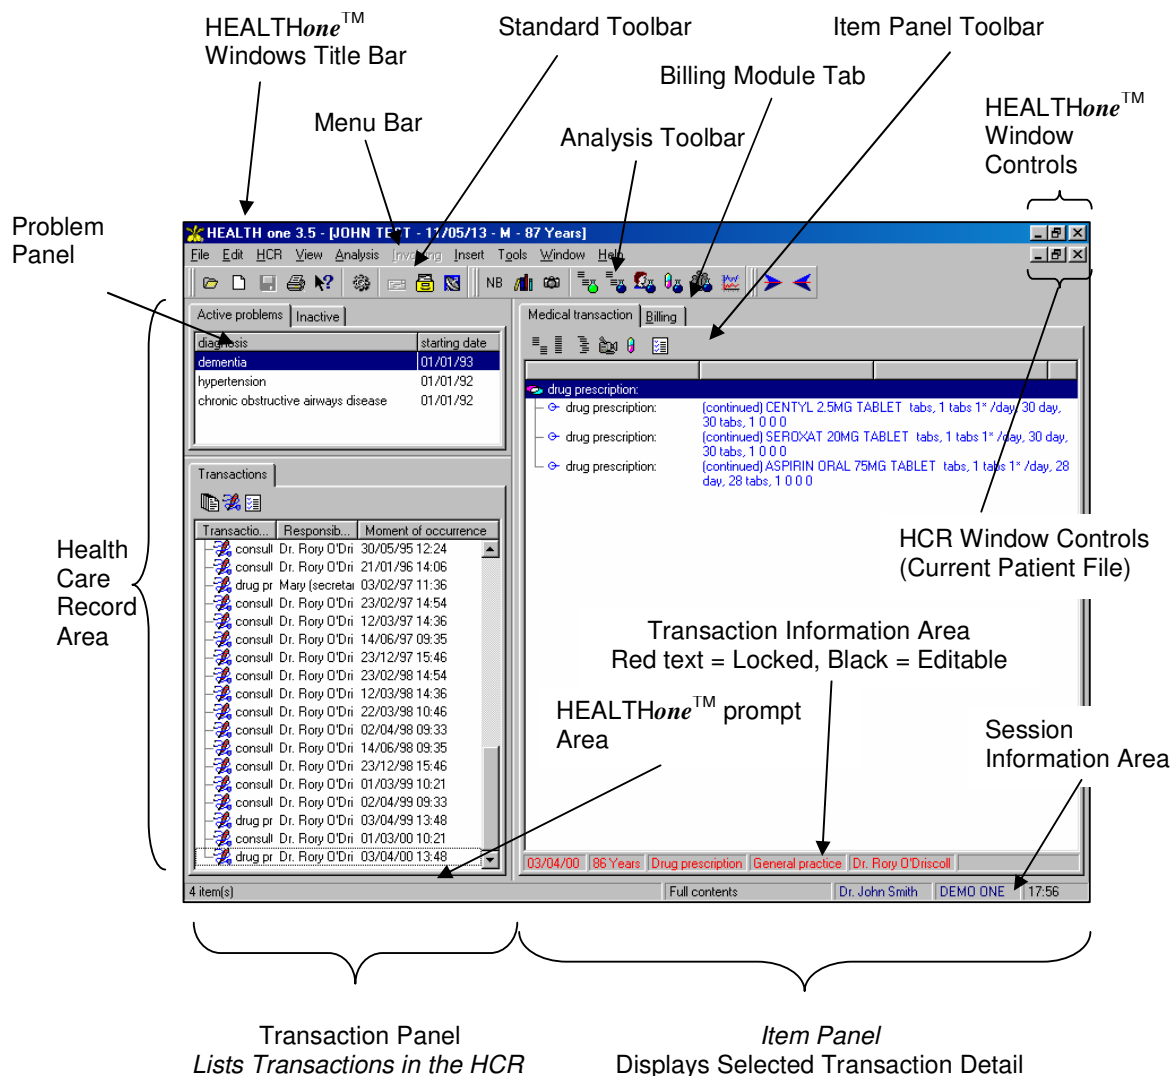 HEALTHone™
Windows Title Bar
Standard Toolbar
Item Panel Toolbar
Billing Module Tab
Menu Bar
Analysis Toolbar
HEALTHone™
Window
Controls
Problem
Panel
HEALTH one 3.5 - [JOHN TEST - 11/05/13 - M - 87 Years]
File Edit HCR View Analysis Invoicing Insert Tools Window Help
NB
Active problems Inactive
diagnosis starting date
dementia 01/01/93
hypertension 01/01/92
chronic obstructive airways disease 01/01/92
Medical transaction Billing
drug prescription:
drug prescription: (continued) CENTYL 2.5MG TABLET tabs, 1 tabs 1* /day, 30 day,
30 tabs, 1 0 0 0
drug prescription: (continued) SEROXAT 20MG TABLET tabs, 1 tabs 1* /day, 30 day,
30 tabs, 1 0 0 0
drug prescription: (continued) ASPIRIN ORAL 75MG TABLET tabs, 1 tabs 1* /day, 28
day, 28 tabs, 1 0 0 0
Transactions
Transactio... Responsib... Moment of occurrence
consull Dr. Rory O'Dri 30/05/95 12:24
consull Dr. Rory O'Dri 21/01/96 14:06
drug pr Mary (secretar 03/02/97 11:36
consull Dr. Rory O'Dri 23/02/97 14:54
consull Dr. Rory O'Dri 12/03/97 14:36
consull Dr. Rory O'Dri 14/06/97 09:35
consull Dr. Rory O'Dri 23/12/97 15:46
consull Dr. Rory O'Dri 23/02/98 14:54
consull Dr. Rory O'Dri 12/03/98 14:36
consull Dr. Rory O'Dri 22/03/98 10:46
consull Dr. Rory O'Dri 02/04/98 09:33
consull Dr. Rory O'Dri 14/06/98 09:35
consull Dr. Rory O'Dri 23/12/98 15:46
consull Dr. Rory O'Dri 01/03/99 10:21
consull Dr. Rory O'Dri 02/04/99 09:33
drug pr Dr. Rory O'Dri 03/04/99 13:48
consull Dr. Rory O'Dri 01/03/00 10:21
drug pr Dr. Rory O'Dri 03/04/00 13:48
Health
Care
Record
Area
HCR Window Controls
(Current Patient File)
Transaction Information Area
Red text = Locked, Black = Editable
HEALTHone™ prompt
Area
Session
Information Area
03/04/00 86 Years Drug prescription General practice Dr. Rory O'Driscoll
4 item(s) Full contents Dr. John Smith DEMO ONE 17:56
Transaction Panel
Lists Transactions in the HCR
Item Panel
Displays Selected Transaction Detail